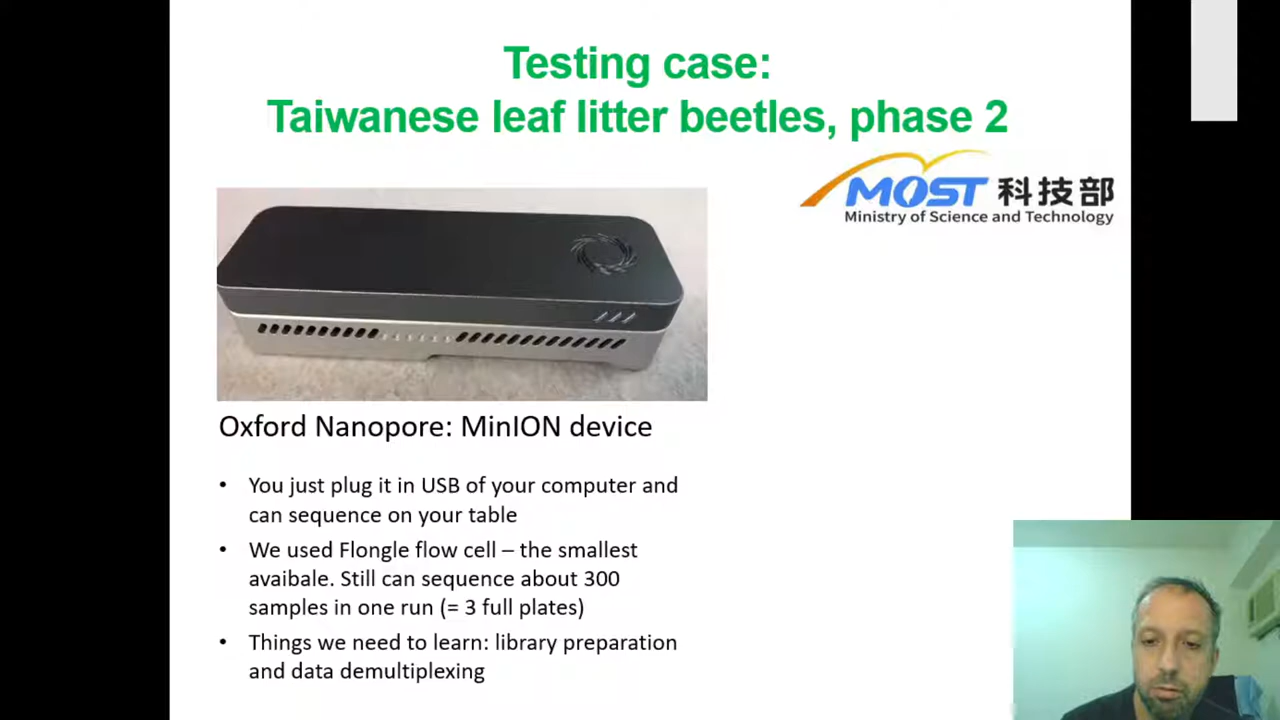 Testing case:
Taiwanese leaf litter beetles, phase 2
MOST 科技部
Ministry of Science and Technology
Oxford Nanopore: MinION device
• You just plug it in USB of your computer and
can sequence on your table
• We used Flongle flow cell – the smallest
avaibale. Still can sequence about 300
samples in one run (= 3 full plates)
• Things we need to learn: library preparation
and data demultiplexing